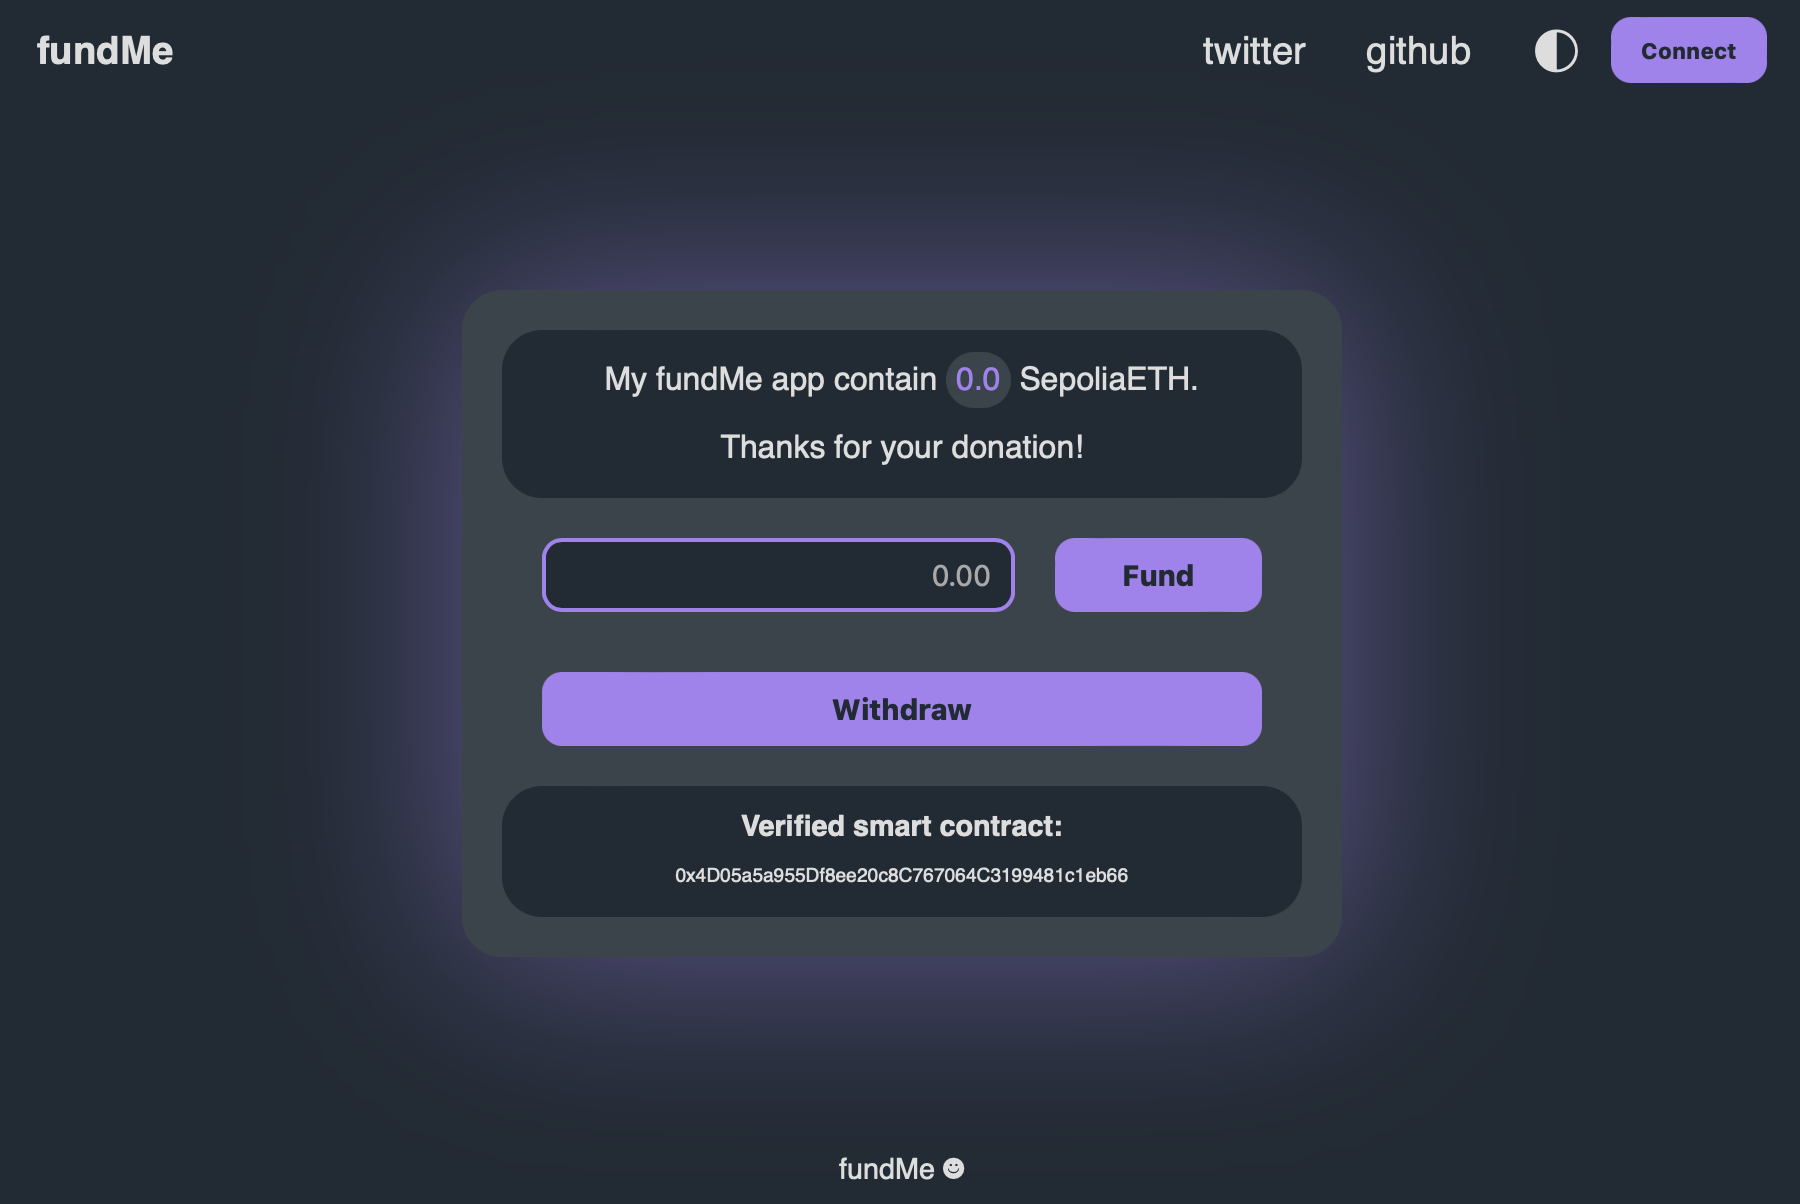 fundMe
twitter github Connect
My fundMe app contain 0.0 SepoliaETH.
Thanks for your donation!
0.00 Fund
Withdraw
Verified smart contract:
0x4D05a5a955Df8ee20c8C767064C3199481c1eb66
fundMe ☻